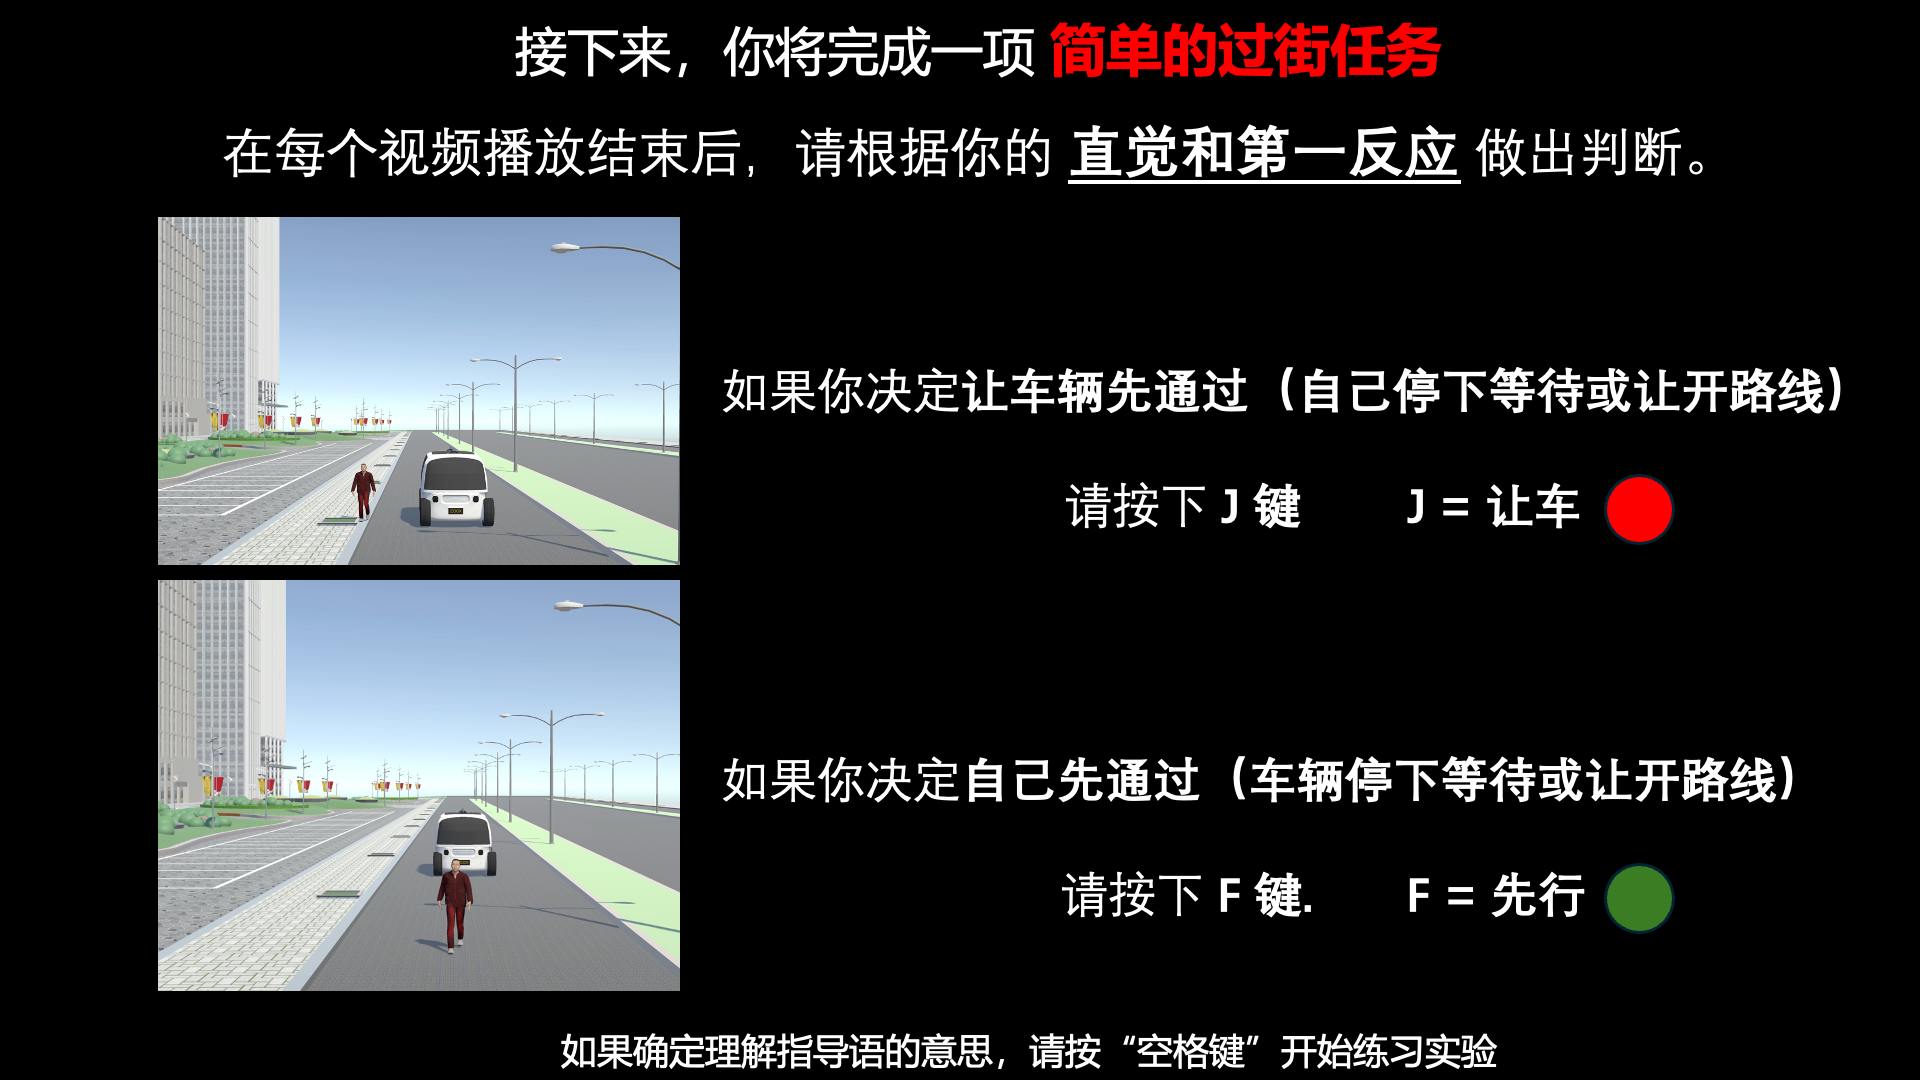 接下来，你将完成一项 简单的过街任务
在每个视频播放结束后，请根据你的 直觉和第一反应 做出判断。
如果你决定让车辆先通过（自己停下等待或让开路线）
请按下 J 键 J = 让车
如果你决定自己先通过（车辆停下等待或让开路线）
请按下 F 键. F = 先行
如果确定理解指导语的意思，请按“空格键”开始练习实验